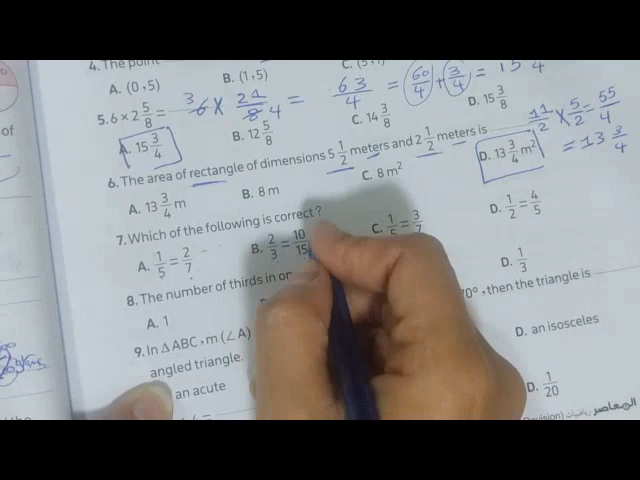 4. The point
A. (0 , 5) B. (1 , 5) C. (5 , 1)
5. 6 × 2 5/8 = 3 6 × 21/8 4 = 63/4 = 60/4 + 3/4 = 15 3/4
A. 15 3/4 B. 12 5/8 C. 14 3/8 D. 15 3/8
6. The area of rectangle of dimensions 5 1/2 meters and 2 1/2 meters is 11/2 × 5/2 = 55/4
A. 13 3/4 m B. 8 m C. 8 m² D. 13 3/4 m² = 13 3/4
7. Which of the following is correct ?
A. 1/5 = 2/7 B. 2/3 = 10/15 C. 1/5 = 3/7 D. 1/2 = 4/5
8. The number of thirds in
A. 1 D. 1/3
9. In △ ABC , m (∠ A) 70° , then the triangle is
angled triangle.
an acute D. an isosceles
D. 1/20
المعاصر رياضيات
of